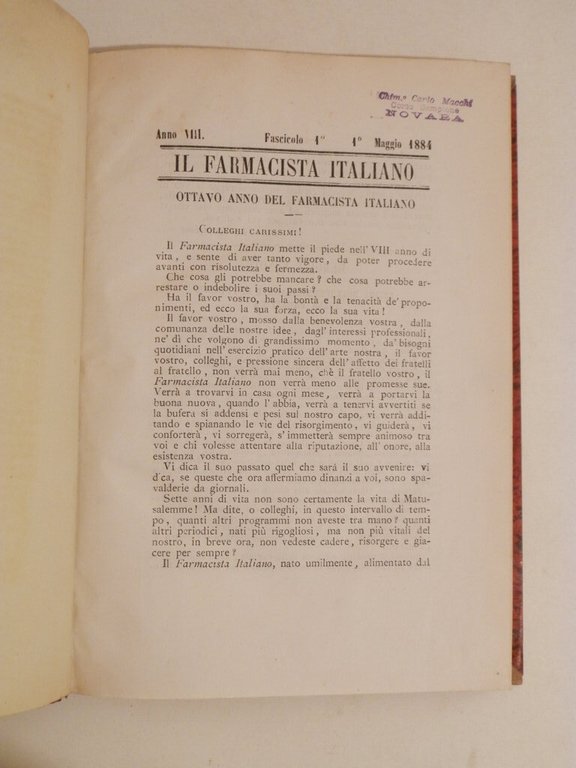 Chim.º Carlo Macchi
Corso Sempione
NOVARA
Anno VIII. Fascicolo 1º 1º Maggio 1884
IL FARMACISTA ITALIANO
OTTAVO ANNO DEL FARMACISTA ITALIANO
COLLEGHI CARISSIMI!
Il Farmacista Italiano mette il piede nell'VIII anno di
vita, e sente di aver tanto vigore, da poter procedere
avanti con risolutezza e fermezza.
Che cosa gli potrebbe mancare? che cosa potrebbe ar-
restare o indebolire i suoi passi?
Ha il favor vostro, ha la bontà e la tenacità de' propo-
nimenti, ed ecco la sua forza, ecco la sua vita!
Il favor vostro, mosso dalla benevolenza vostra, dalla
comunanza delle nostre idee, dagl'interessi professionali,
ne' dì che volgono di grandissimo momento, da' bisogni
quotidiani nell'esercizio pratico dell'arte nostra, il favor
vostro, colleghi, e pressione sincera dell'affetto dei fratelli
al fratello, non verrà mai meno, chè il fratello vostro, il
Farmacista Italiano non verrà meno alle promesse sue.
Verrà a trovarvi in casa ogni mese, verrà a portarvi la
buona nuova, quando l'abbia, verrà a tenervi avvertiti se
la bufera si addensi e pesi sul nostro capo, vi verrà addi-
tando e spianando le vie del risorgimento, vi guiderà, vi
conforterà, vi sorreggerà, s'immetterà sempre animoso tra
voi e chi volesse attentare alla riputazione, all'onore, alla
esistenza vostra.
Vi dica il suo passato quel che sarà il suo avvenire: vi
dica, se queste che ora affermiamo dinanzi a voi, sono spa-
valderie da giornali.
Sette anni di vita non sono certamente la vita di Matu-
salemme! Ma dite, o colleghi, in questo intervallo di tem-
po, quanti altri programmi non aveste tra mano? quanti
altri periodici, nati più rigogliosi, ma non più vitali del
nostro, in breve ora, non vedeste cadere, risorgere e gia-
cere per sempre?
Il Farmacista Italiano, nato umilmente, alimentato dal